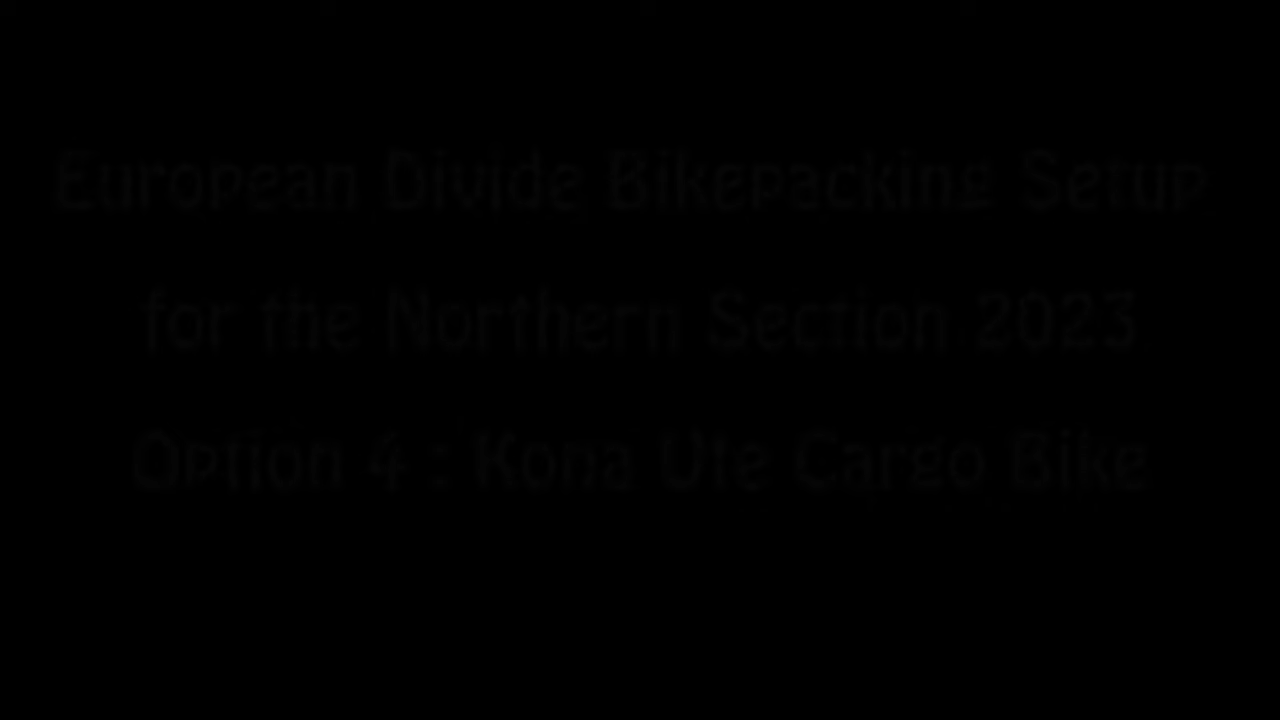 European Divide Bikepacking Setup
for the Northern Section 2023
Option 4 : Kona Ute Cargo Bike